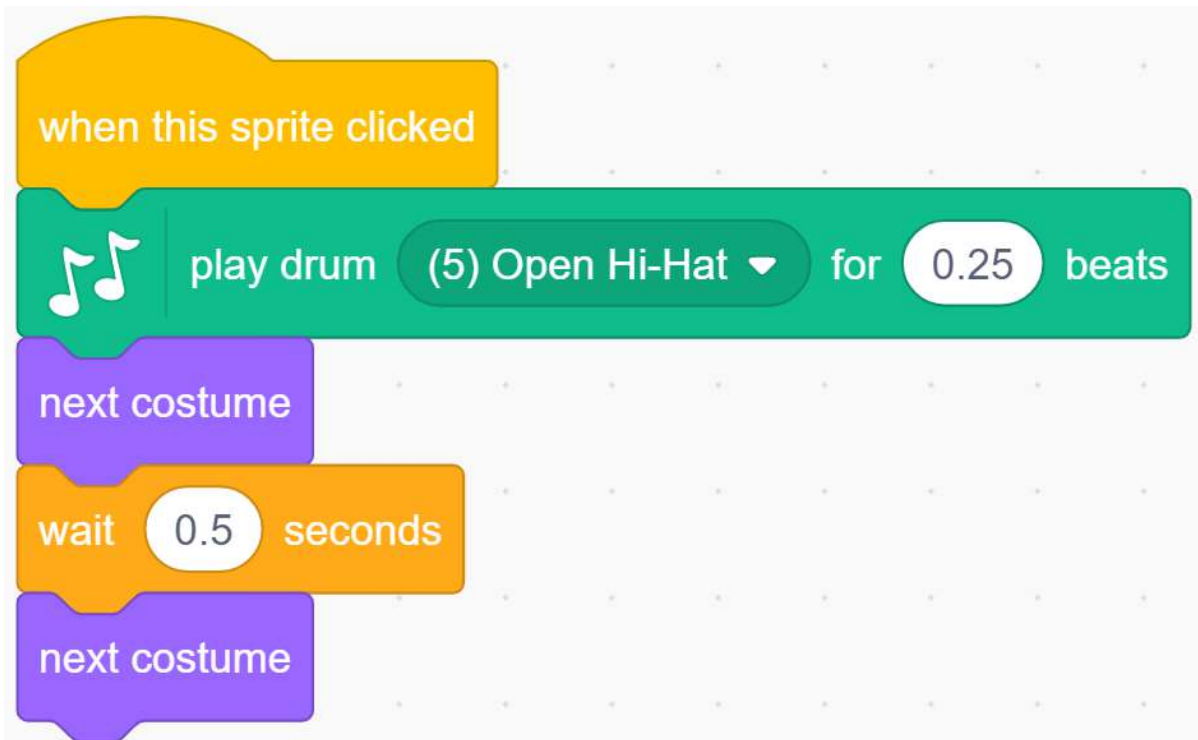 when this sprite clicked
play drum (5) Open Hi-Hat for 0.25 beats
next costume
wait 0.5 seconds
next costume